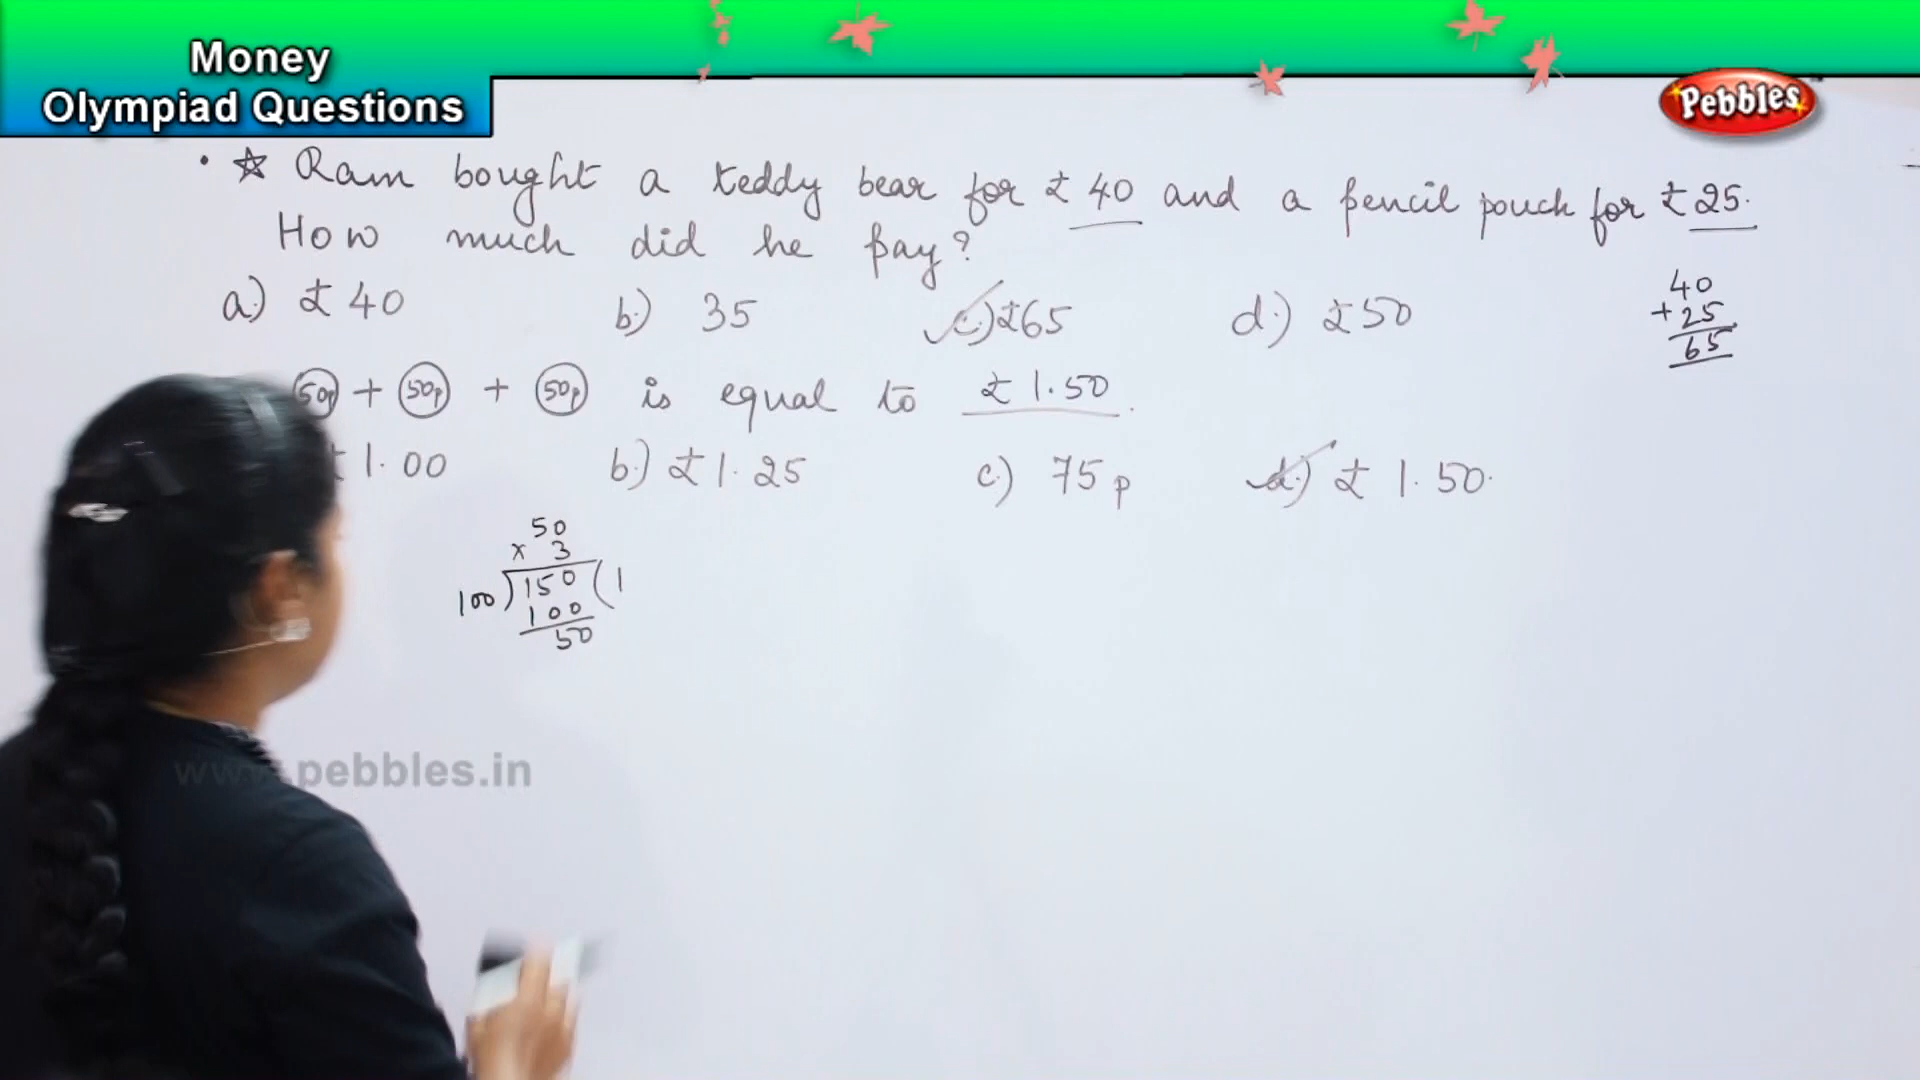 Money
Olympiad Questions
Pebbles
• ☆ Ram bought a teddy bear for ₹ 40 and a pencil pouch for ₹ 25.
How much did he pay?
a.) ₹ 40 b.) 35 c.) ₹65 d.) ₹50
40
+ 25
65
50p + 50p + 50p is equal to ₹ 1.50.
₹ 1.00 b.) ₹ 1.25 c.) 75 p d.) ₹ 1.50.
50
x 3
100 ) 150 ( 1
100
50
www.pebbles.in